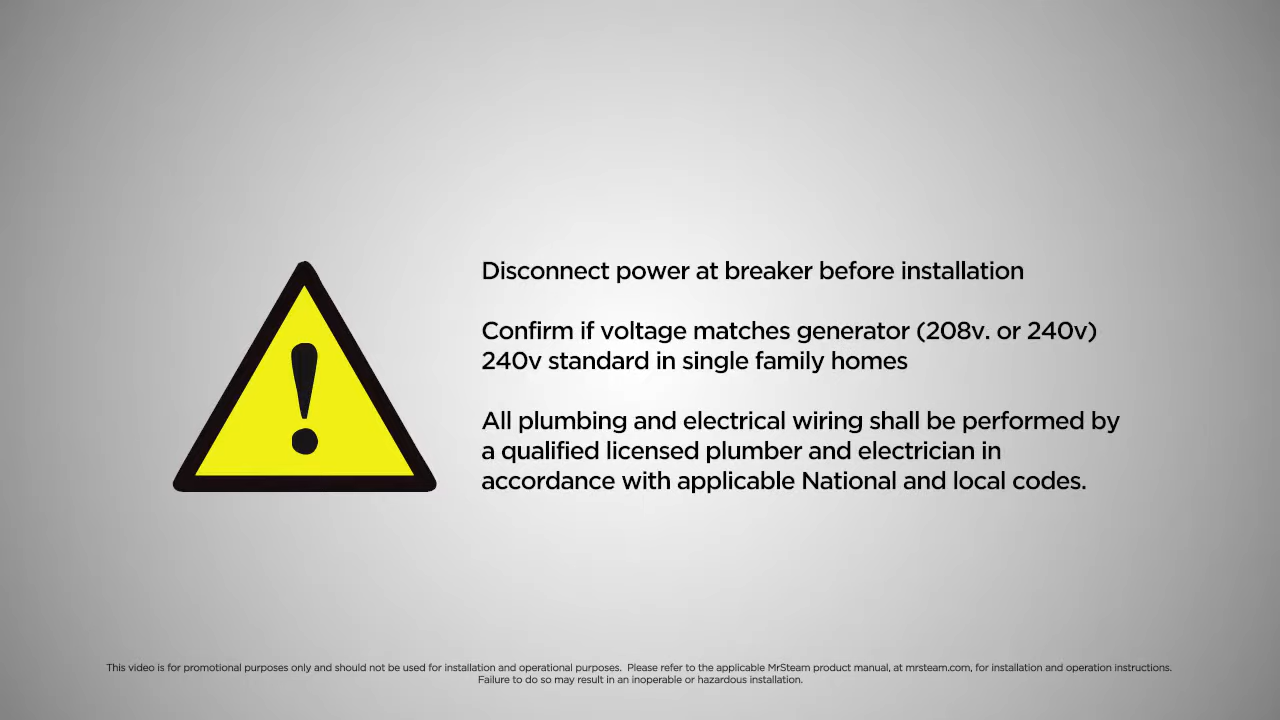 Disconnect power at breaker before installation
Confirm if voltage matches generator (208v. or 240v)
240v standard in single family homes
All plumbing and electrical wiring shall be performed by
a qualified licensed plumber and electrician in
accordance with applicable National and local codes.
This video is for promotional purposes only and should not be used for installation and operational purposes.  Please refer to the applicable MrSteam product manual, at mrsteam.com, for installation and operation instructions.
Failure to do so may result in an inoperable or hazardous installation.